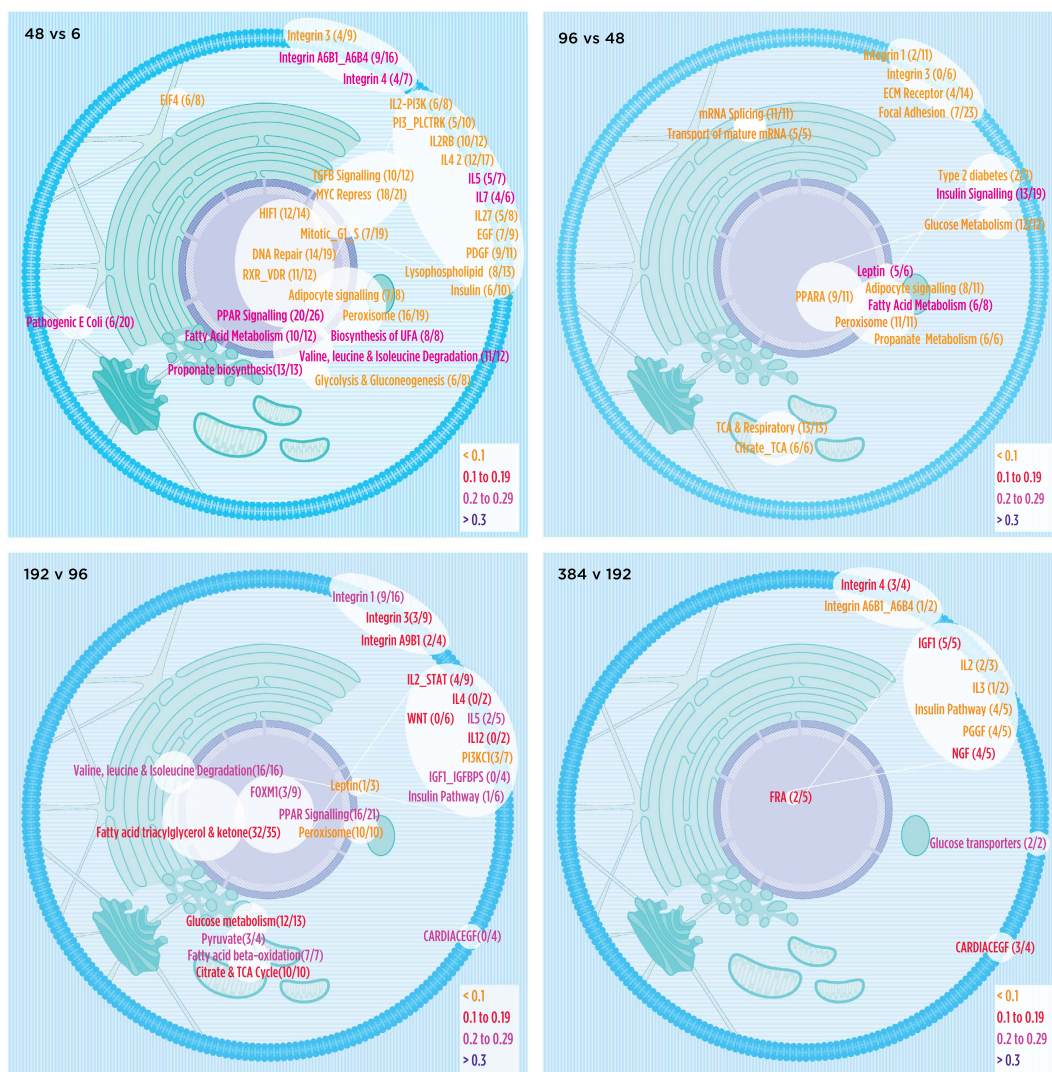 48 vs 6
Integrin 3 (4/9)
Integrin A6B1_A6B4 (9/16)
Integrin 4 (4/7)
EIF4 (6/8)
IL2-PI3K (6/8)
PI3_PLCTRK (5/10)
IL2RB (10/12)
IL4 2 (12/17)
TGFB Signalling (10/12)
IL5 (5/7)
MYC Repress (18/21)
IL7 (4/6)
HIF1 (12/14)
IL27 (5/8)
Mitotic_G1_S (7/19)
EGF (7/9)
DNA Repair (14/19)
PDGF (9/11)
RXR_VDR (11/12)
Lysophospholipid (8/13)
Adipocyte signalling (7/8)
Insulin (6/10)
PPAR Signalling (20/26)
Peroxisome (16/19)
Pathogenic E Coli (6/20)
Fatty Acid Metabolism (10/12)
Biosynthesis of UFA (8/8)
Valine, leucine & Isoleucine Degradation (11/12)
Proponate biosynthesis(13/13)
Glycolysis & Gluconeogenesis (6/8)
< 0.1
0.1 to 0.19
0.2 to 0.29
> 0.3
96 vs 48
Integrin 1 (2/11)
Integrin 3 (0/6)
ECM Receptor (4/14)
Focal Adhesion (7/23)
mRNA Splicing (11/11)
Transport of mature mRNA (5/5)
Type 2 diabetes (2/7)
Insulin Signalling (13/19)
Glucose Metabolism (12/12)
Leptin (5/6)
Adipocyte signalling (8/11)
PPARA (9/11)
Fatty Acid Metabolism (6/8)
Peroxisome (11/11)
Propanate Metabolism (6/6)
TCA & Respiratory (13/13)
Citrate_TCA (6/6)
< 0.1
0.1 to 0.19
0.2 to 0.29
> 0.3
192 v 96
Integrin 1 (9/16)
Integrin 3(3/9)
Integrin A9B1 (2/4)
IL2_STAT (4/9)
IL4 (0/2)
WNT (0/6)
IL5 (2/5)
IL12 (0/2)
PI3KC1(3/7)
Valine, leucine & Isoleucine Degradation(16/16)
IGF1_IGFBPS (0/4)
Leptin(1/3)
FOXM1(3/9)
Insulin Pathway (1/6)
PPAR Signalling(16/21)
Fatty acid triacylglycerol & ketone(32/35)
Peroxisome(10/10)
Glucose metabolism(12/13)
Pyruvate(3/4)
CARDIACEGF(0/4)
Fatty acid beta-oxidation(7/7)
Citrate & TCA Cycle(10/10)
< 0.1
0.1 to 0.19
0.2 to 0.29
> 0.3
384 v 192
Integrin 4 (3/4)
Integrin A6B1_A6B4 (1/2)
IGF1 (5/5)
IL2 (2/3)
IL3 (1/2)
Insulin Pathway (4/5)
PGGF (4/5)
NGF (4/5)
FRA (2/5)
Glucose transporters (2/2)
CARDIACEGF (3/4)
< 0.1
0.1 to 0.19
0.2 to 0.29
> 0.3